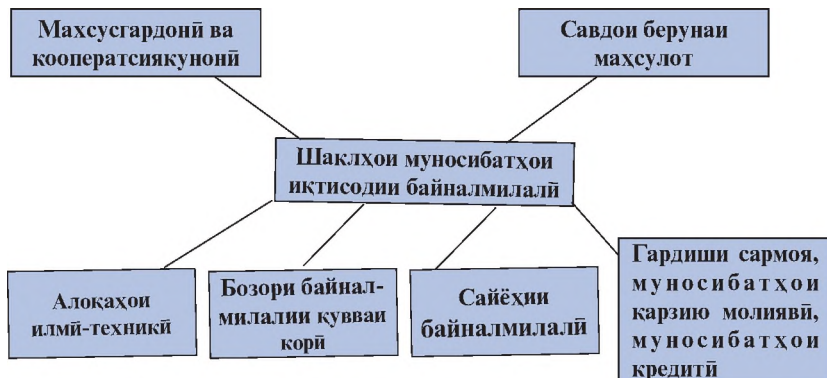 Махсусгардонӣ ва
кооператсиякунонӣ
Савдои берунаи
маҳсулот
Шаклҳои муносибатҳои
иқтисодии байналмилалӣ
Алоқаҳои
илмӣ-техникӣ
Бозори байнал-
милалии қувваи
корӣ
Сайёҳии
байналмилалӣ
Гардиши сармоя,
муносибатҳои
қарзию молиявӣ,
муносибатҳои
кредитӣ